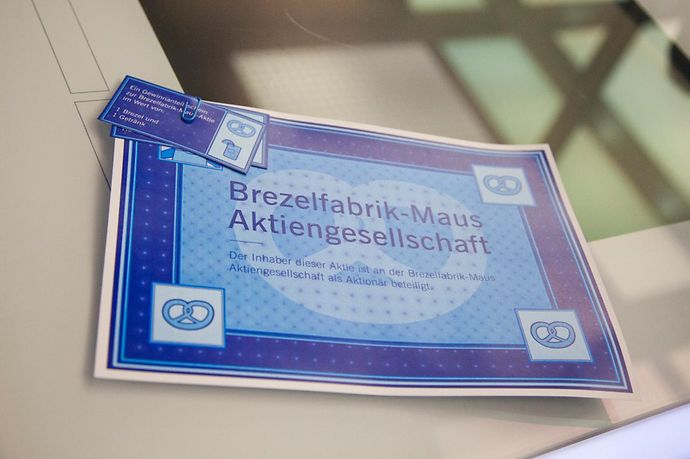 Ein Gewinnanteilschein
zur Brezelfabrik-Maus-Aktie
im Wert von:
1 Brezel und
1 Getränk
Brezelfabrik-Maus
Aktiengesellschaft
Der Inhaber dieser Aktie ist an der Brezelfabrik-Maus
Aktiengesellschaft als Aktionär beteiligt.